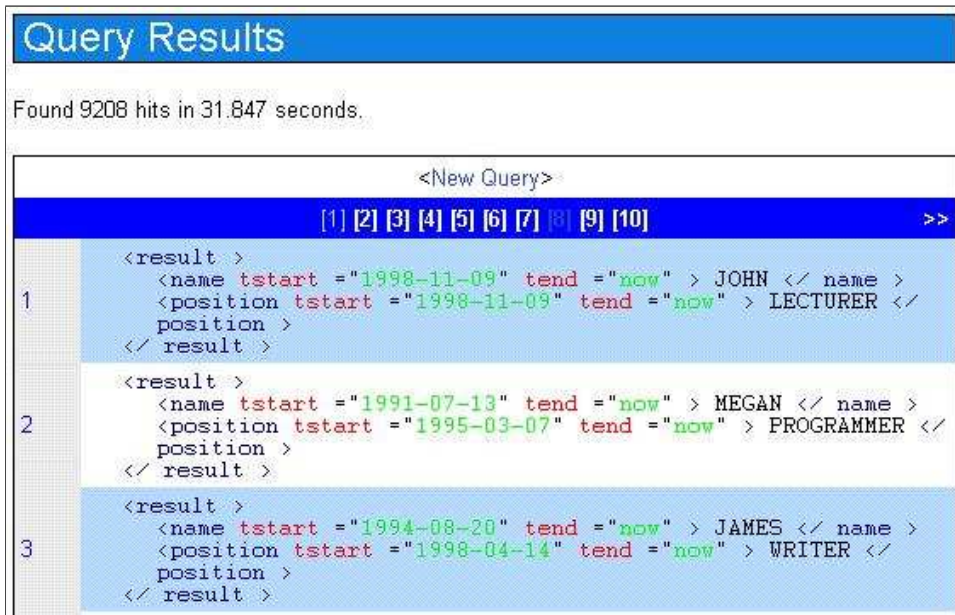 Query Results
Found 9208 hits in 31.847 seconds.
<New Query>
[1] [2] [3] [4] [5] [6] [7] [8] [9] [10] >>
1
<result >
<name tstart ="1998-11-09" tend ="now" > JOHN </ name >
<position tstart ="1998-11-09" tend ="now" > LECTURER </
position >
</ result >
2
<result >
<name tstart ="1991-07-13" tend ="now" > MEGAN </ name >
<position tstart ="1995-03-07" tend ="now" > PROGRAMMER </
position >
</ result >
3
<result >
<name tstart ="1994-08-20" tend ="now" > JAMES </ name >
<position tstart ="1998-04-14" tend ="now" > WRITER </
position >
</ result >